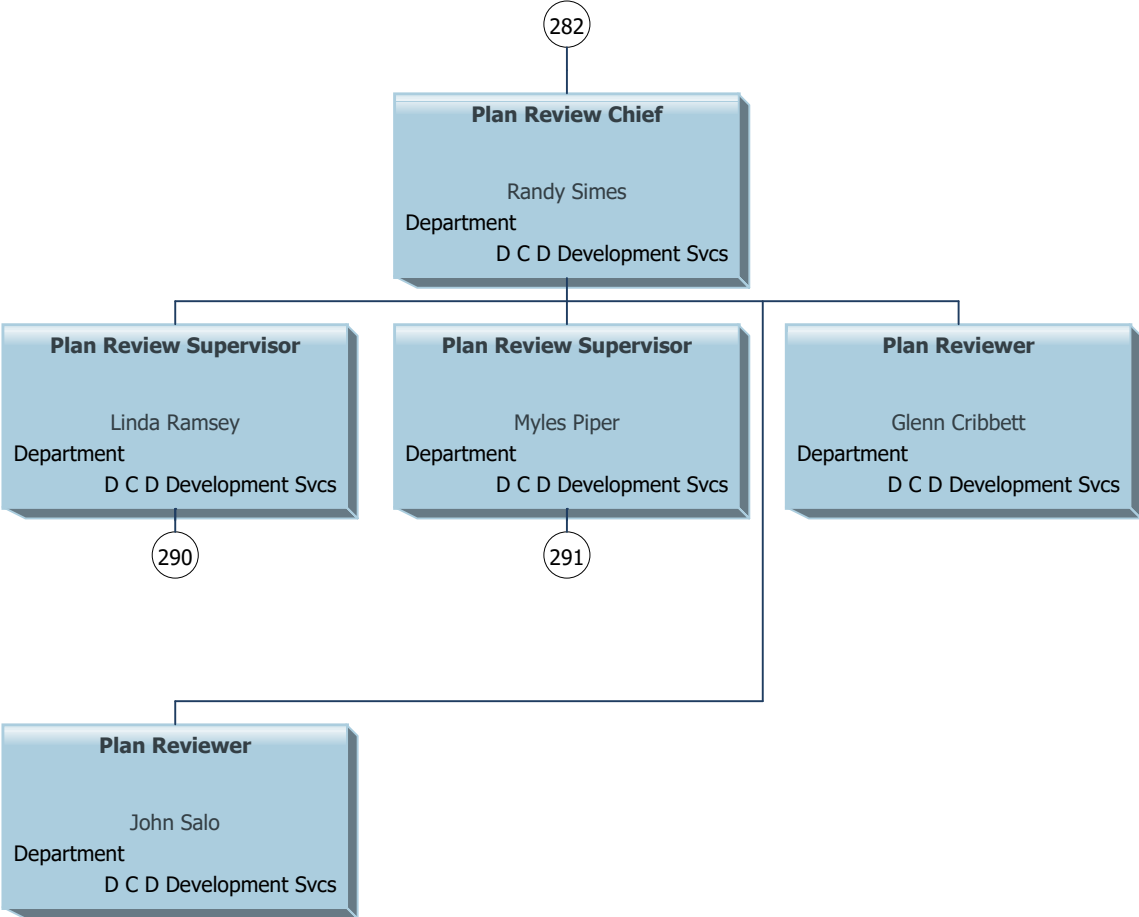 282
Plan Review Chief
Randy Simes
Department
D C D Development Svcs
Plan Review Supervisor
Linda Ramsey
Department
D C D Development Svcs
290
Plan Review Supervisor
Myles Piper
Department
D C D Development Svcs
291
Plan Reviewer
Glenn Cribbett
Department
D C D Development Svcs
Plan Reviewer
John Salo
Department
D C D Development Svcs